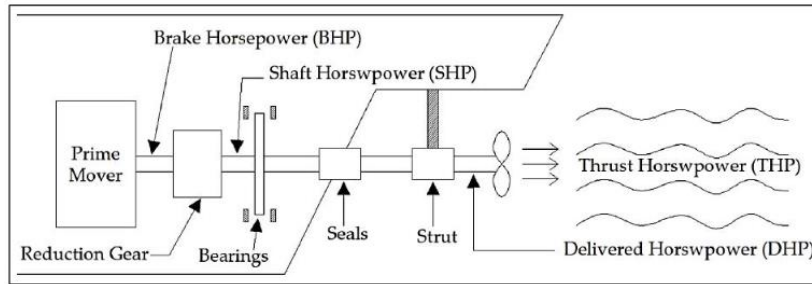 Brake Horsepower (BHP)
Shaft Horswpower (SHP)
Prime
Mover
Thrust Horswpower (THP)
Reduction Gear
Bearings
Seals
Strut
Delivered Horswpower (DHP)